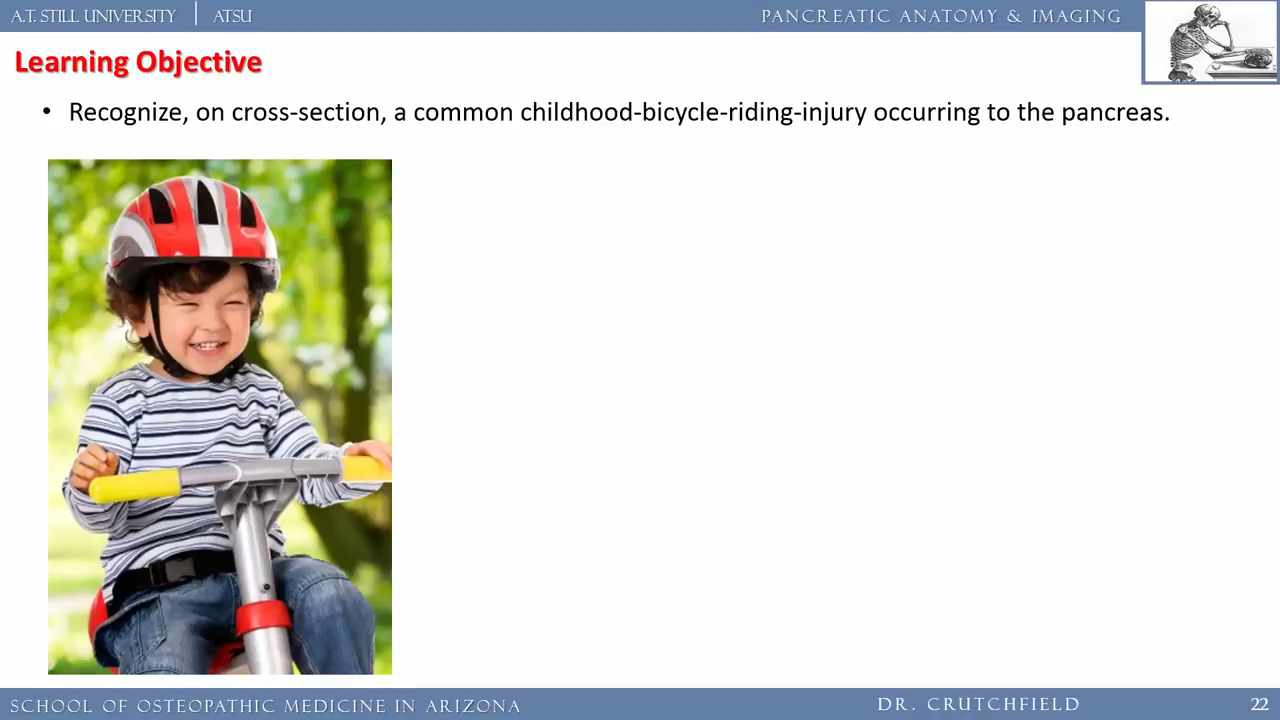 A.T. STILL UNIVERSITY | ATSU
PANCREATIC ANATOMY & IMAGING
Learning Objective
• Recognize, on cross-section, a common childhood-bicycle-riding-injury occurring to the pancreas.
SCHOOL OF OSTEOPATHIC MEDICINE IN ARIZONA
DR. CRUTCHFIELD
22